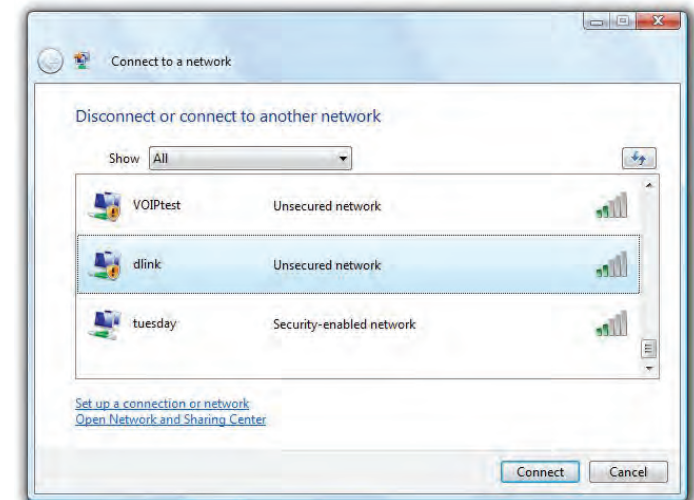 Connect to a network
Disconnect or connect to another network
Show All
VOIPtest Unsecured network
dlink Unsecured network
tuesday Security-enabled network
Set up a connection or network
Open Network and Sharing Center
Connect Cancel